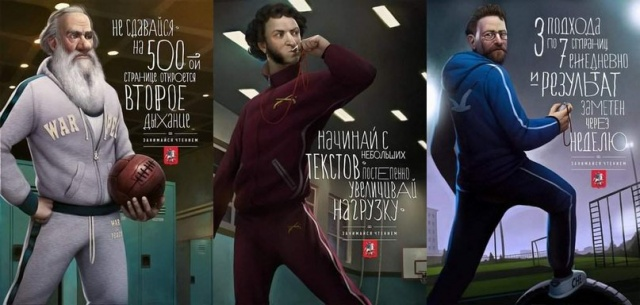 НЕ СДАВАЙСЯ
НА
500-ОЙ
СТРАНИЦЕ ОТКРОЕТСЯ
ВТОРОЕ
ДЫХАНИЕ
ЗАНИМАЙСЯ ЧТЕНИЕМ
WAR
НАЧИНАЙ С
НЕБОЛЬШИХ
ТЕКСТОВ
ПОСТЕПЕННО
УВЕЛИЧИВАЙ
НАГРУЗКУ
ЗАНИМАЙСЯ ЧТЕНИЕМ
3 ПОДХОДА
ПО 7 СТРАНИЦ
ЕЖЕДНЕВНО
И РЕЗУЛЬТАТ
ЗАМЕТЕН
ЧЕРЕЗ
НЕДЕЛЮ
ЗАНИМАЙСЯ ЧТЕНИЕМ